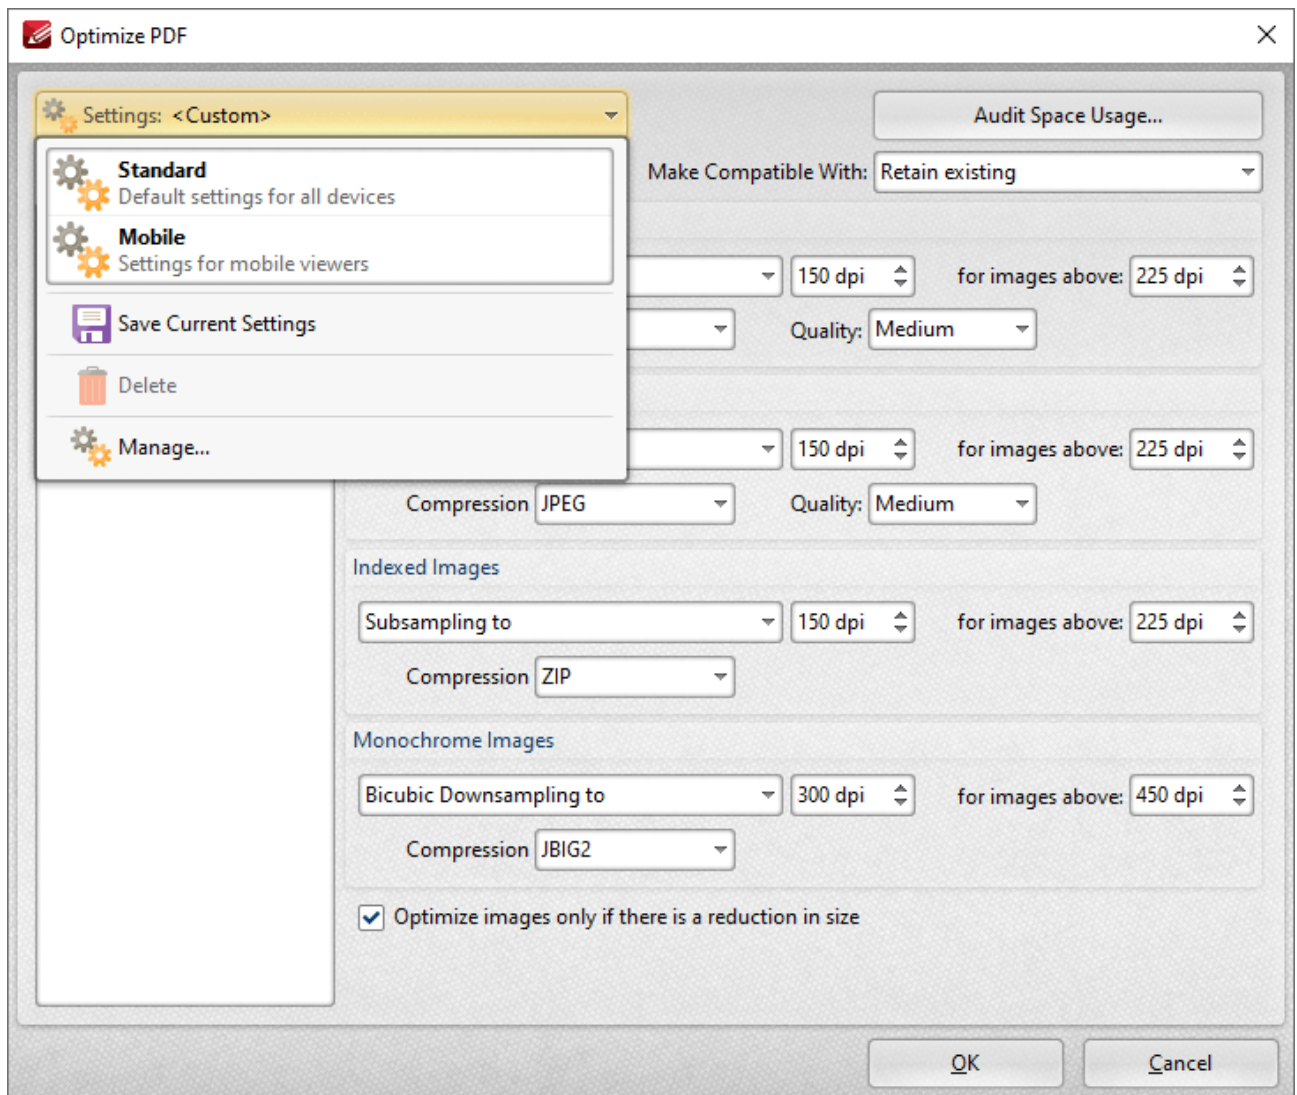 Optimize PDF
Settings: <Custom>
Audit Space Usage...
Standard
Default settings for all devices
Mobile
Settings for mobile viewers
Save Current Settings
Delete
Manage...
Make Compatible With: Retain existing
150 dpi for images above: 225 dpi
Quality: Medium
150 dpi for images above: 225 dpi
Compression JPEG Quality: Medium
Indexed Images
Subsampling to 150 dpi for images above: 225 dpi
Compression ZIP
Monochrome Images
Bicubic Downsampling to 300 dpi for images above: 450 dpi
Compression JBIG2
Optimize images only if there is a reduction in size
OK Cancel